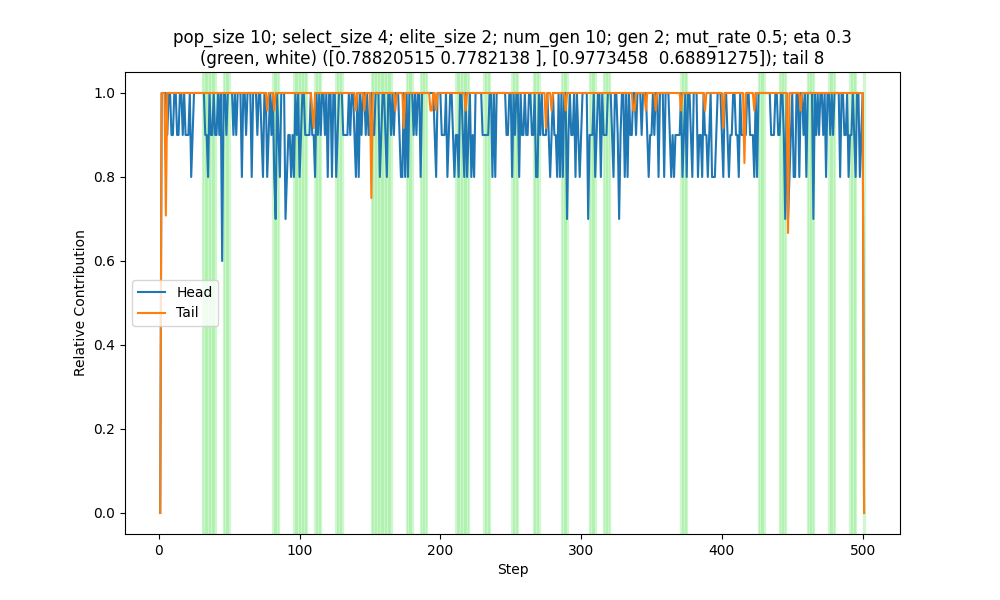 pop_size 10; select_size 4; elite_size 2; num_gen 10; gen 2; mut_rate 0.5; eta 0.3
(green, white) ([0.78820515 0.7782138 ], [0.9773458  0.68891275]); tail 8
1.0
0.8
0.6
0.4
0.2
0.0
Relative Contribution
Head
Tail
0 100 200 300 400 500
Step